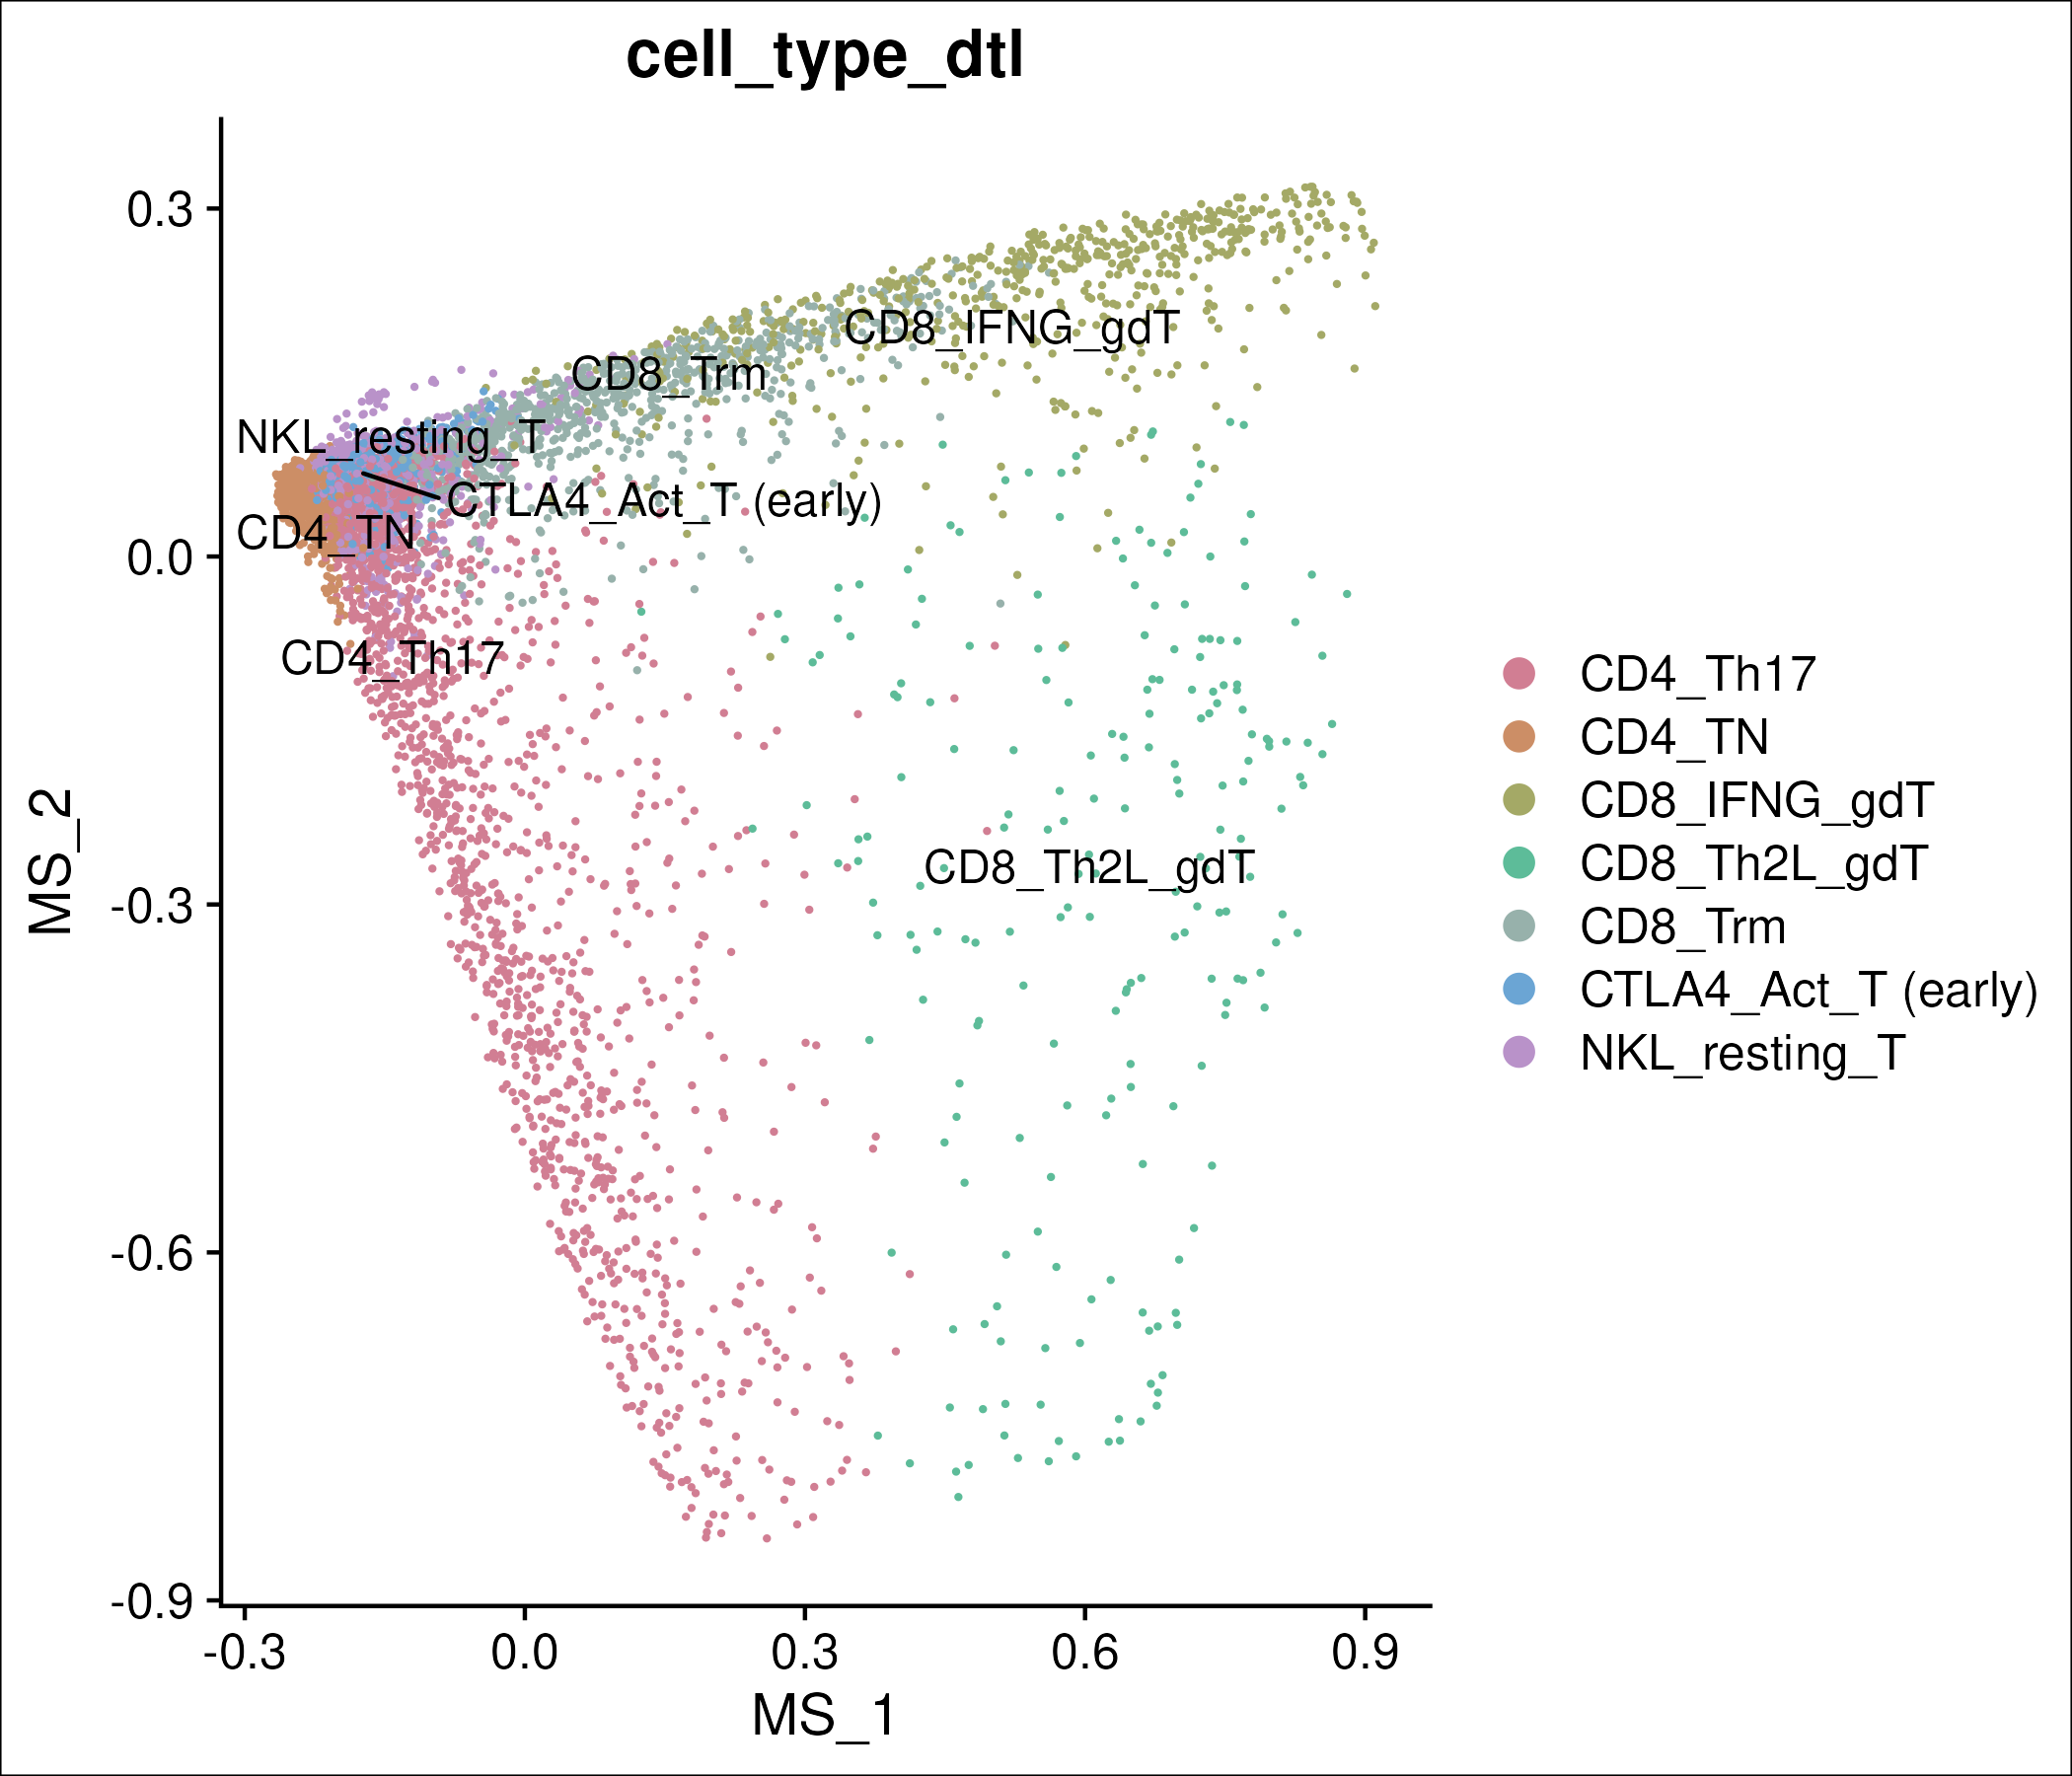 cell_type_dtl
0.3
0.0
-0.3
-0.6
-0.9
MS_2
-0.3
0.0
0.3
0.6
0.9
MS_1
CD8_IFNG_gdT
CD8_Trm
NKL_resting_T
CTLA4_Act_T (early)
CD4_TN
CD4_Th17
CD8_Th2L_gdT
CD4_Th17
CD4_TN
CD8_IFNG_gdT
CD8_Th2L_gdT
CD8_Trm
CTLA4_Act_T (early)
NKL_resting_T